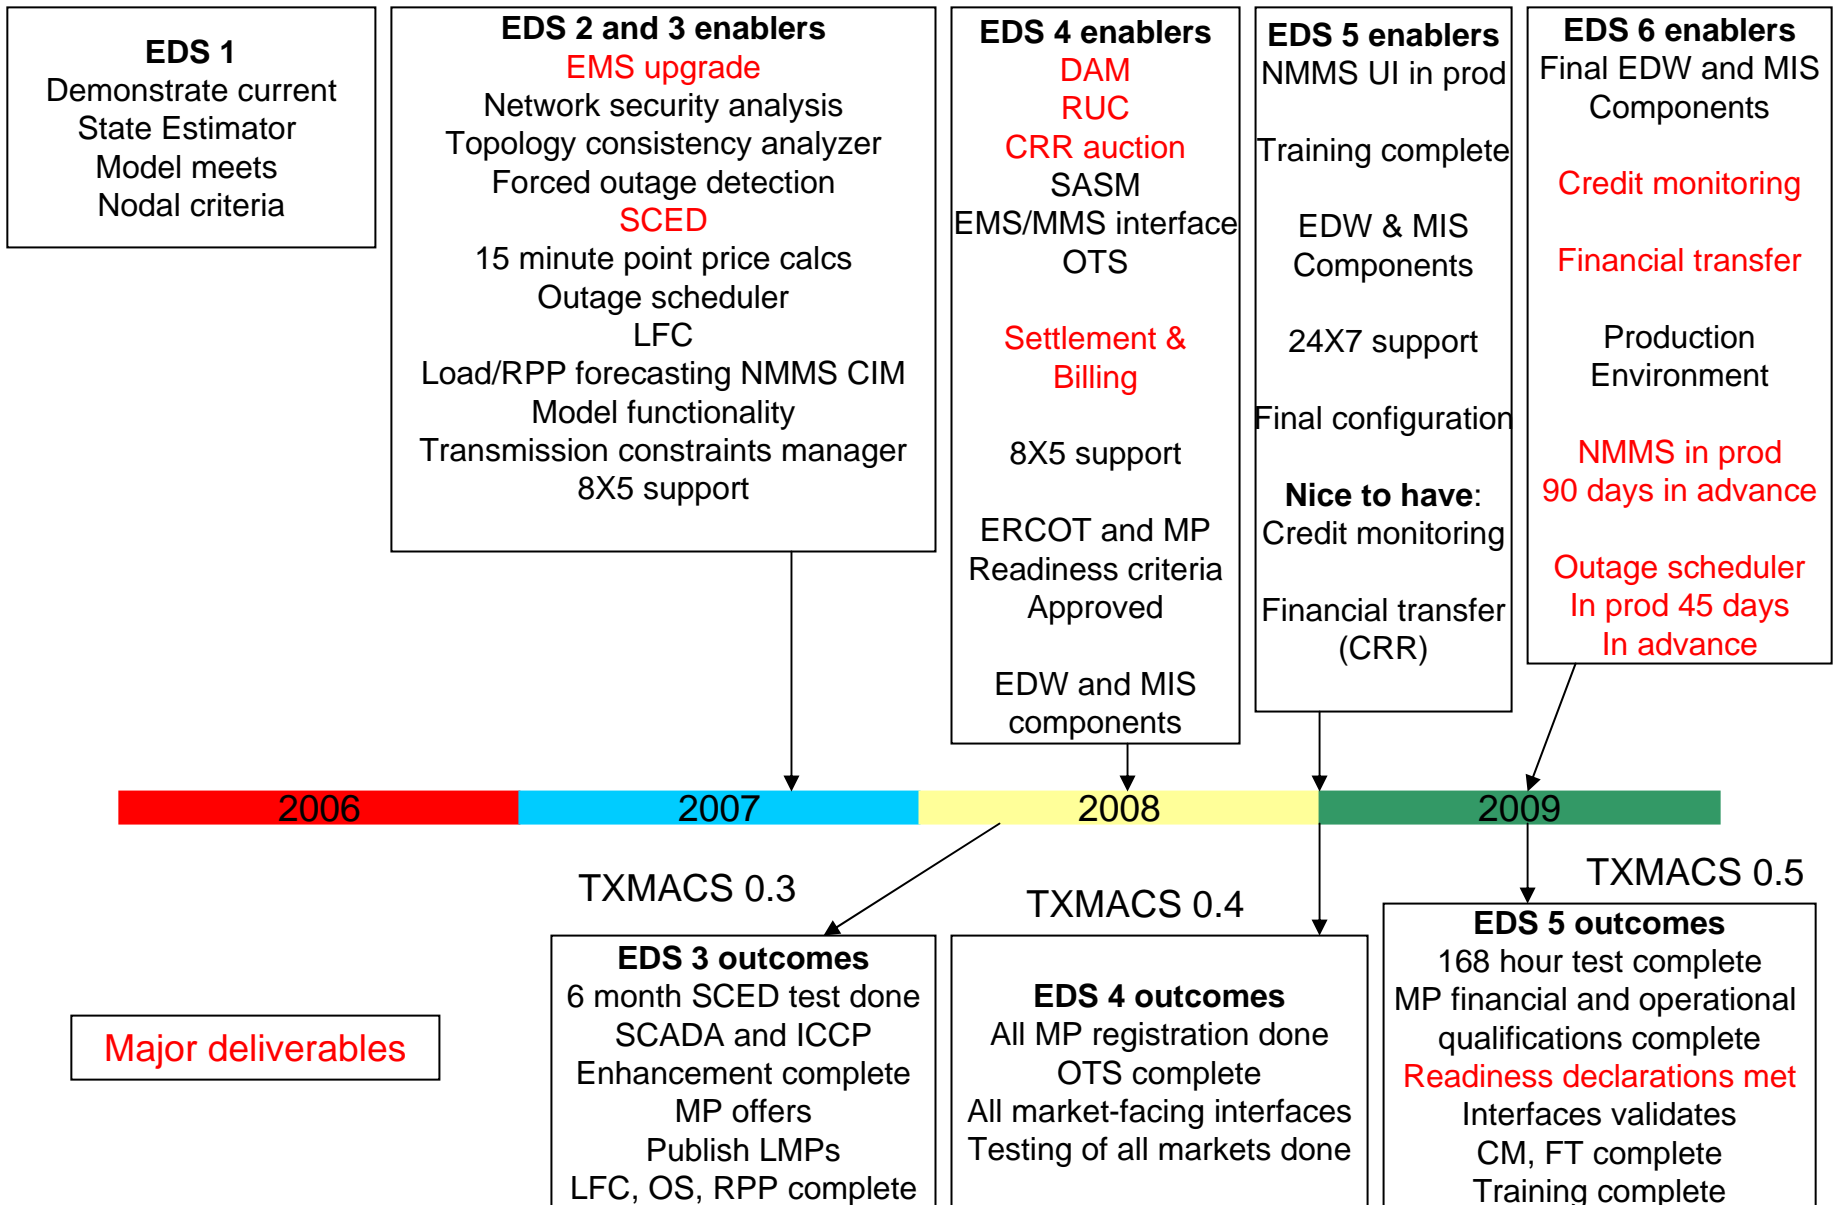 EDS 1
Demonstrate current
State Estimator
Model meets
Nodal criteria
EDS 2 and 3 enablers
EMS upgrade
Network security analysis
Topology consistency analyzer
Forced outage detection
SCED
15 minute point price calcs
Outage scheduler
LFC
Load/RPP forecasting NMMS CIM
Model functionality
Transmission constraints manager
8X5 support
EDS 4 enablers
DAM
RUC
CRR auction
SASM
EMS/MMS interface
OTS
Settlement &
Billing
8X5 support
ERCOT and MP
Readiness criteria
Approved
EDW and MIS
components
EDS 5 enablers
NMMS UI in prod
Training complete
EDW & MIS
Components
24X7 support
Final configuration
Nice to have:
Credit monitoring
Financial transfer
(CRR)
EDS 6 enablers
Final EDW and MIS
Components
Credit monitoring
Financial transfer
Production
Environment
NMMS in prod
90 days in advance
Outage scheduler
In prod 45 days
In advance
2006
2007
2008
2009
TXMACS 0.3
TXMACS 0.4
TXMACS 0.5
Major deliverables
EDS 3 outcomes
6 month SCED test done
SCADA and ICCP
Enhancement complete
MP offers
Publish LMPs
LFC, OS, RPP complete
EDS 4 outcomes
All MP registration done
OTS complete
All market-facing interfaces
Testing of all markets done
EDS 5 outcomes
168 hour test complete
MP financial and operational
qualifications complete
Readiness declarations met
Interfaces validates
CM, FT complete
Training complete